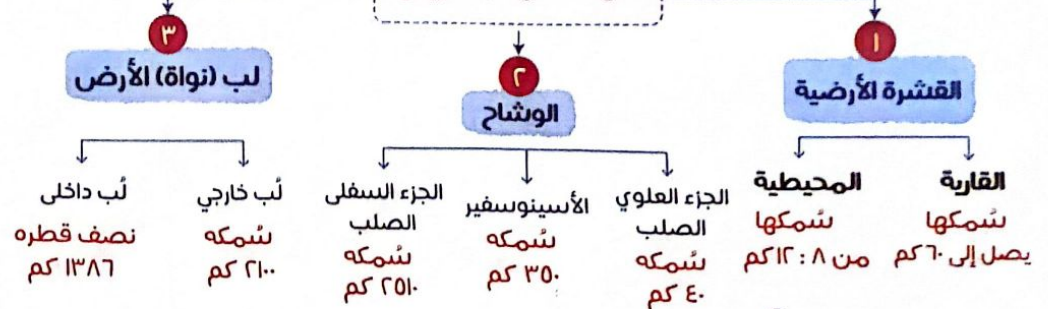 ١
القشرة الأرضية
القارية
سُمكها
يصل إلى ٦٠ كم
المحيطية
سُمكها
من ٨ : ١٢ كم
٢
الوشاح
الجزء العلوي
الصلب
سُمكه
٤٠ كم
الأسينوسفير
سُمكه
٣٥٠ كم
الجزء السفلى
الصلب
سُمكه
٢٥١٠ كم
٣
لب (نواة) الأرض
لُب خارجي
سُمكه
٢١٠٠ كم
لُب داخلى
نصف قطره
١٣٨٦ كم